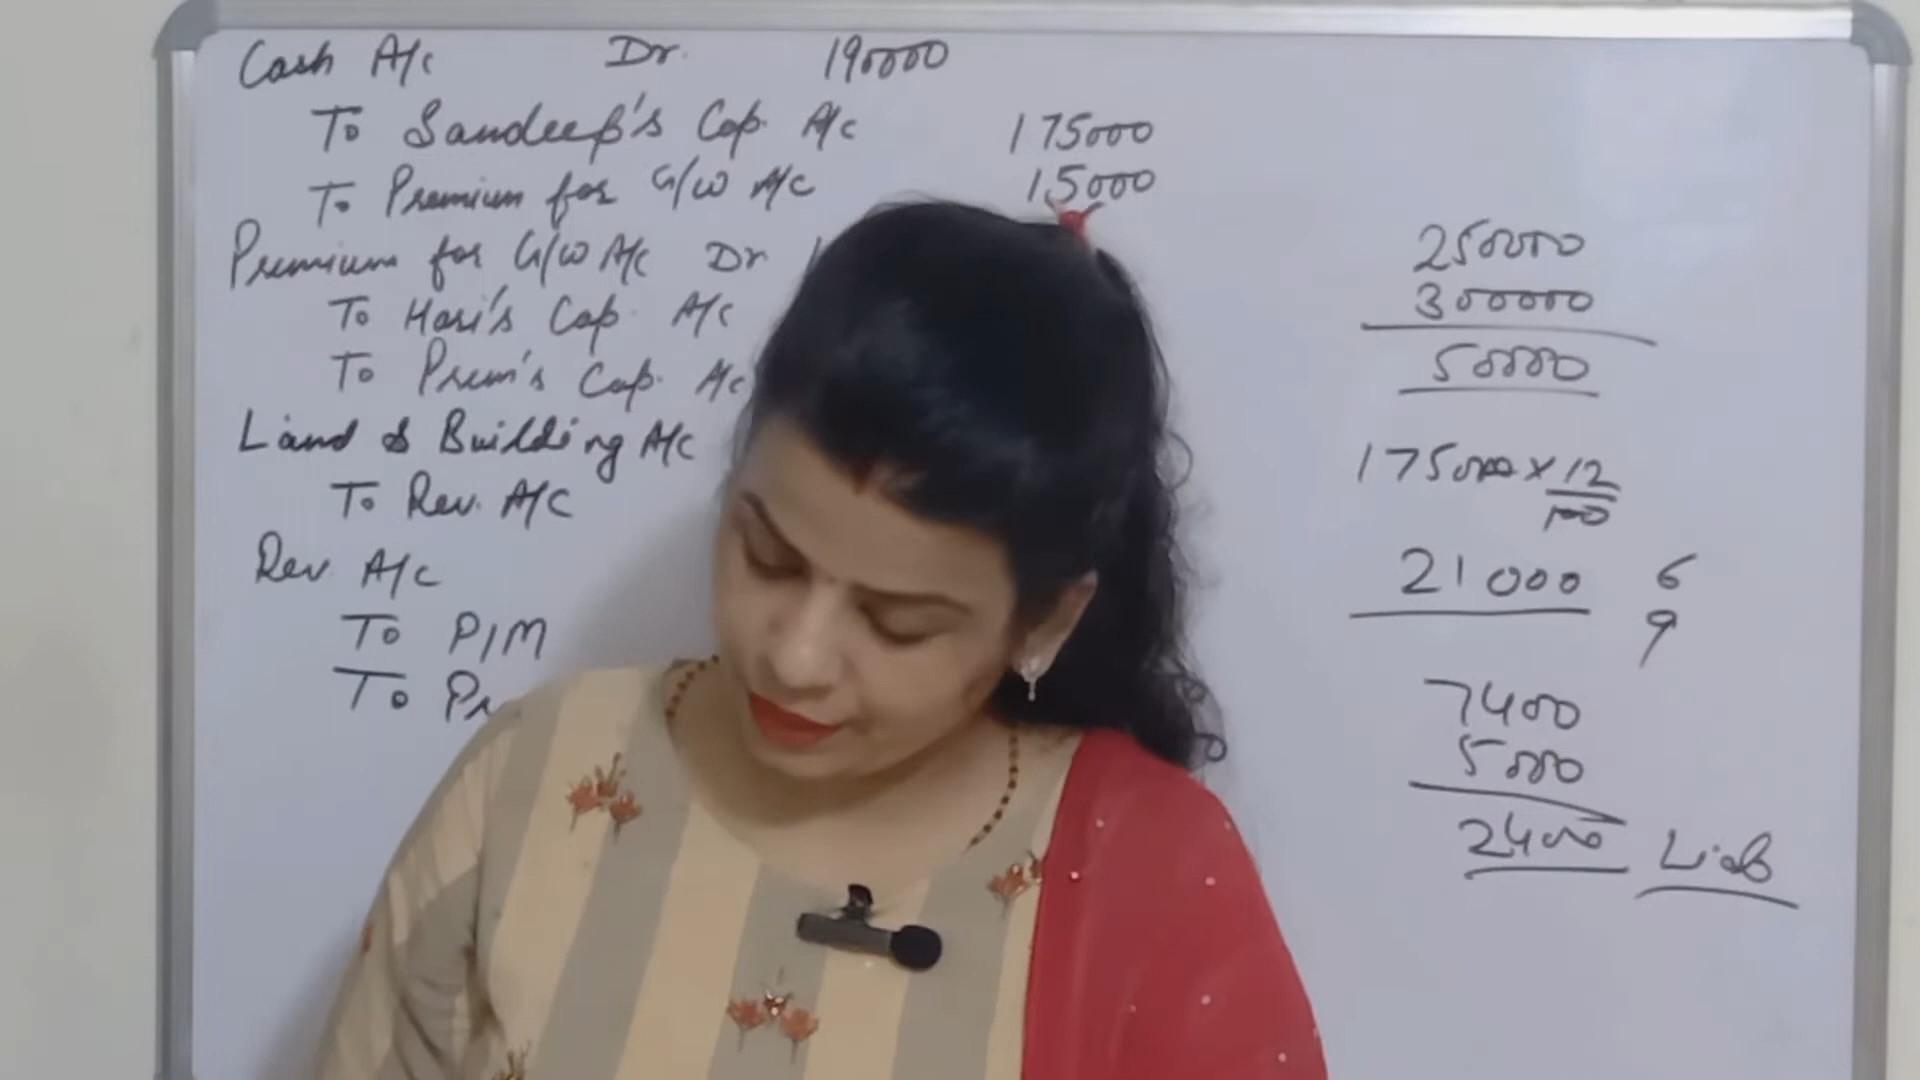 Cash A/c Dr. 190000
To Sandeep's Cap. A/c 175000
To Premium for G/W A/c 15000
Premium for G/W A/c Dr
To Hari's Cap. A/c
To Prem's Cap. A/c
Land & Building A/c
To Rev. A/c
Rev. A/c
To P/M
To Pr
250000
300000
50000
175000 x 12
100
21000 6
9
7400
5000
2400 Liab